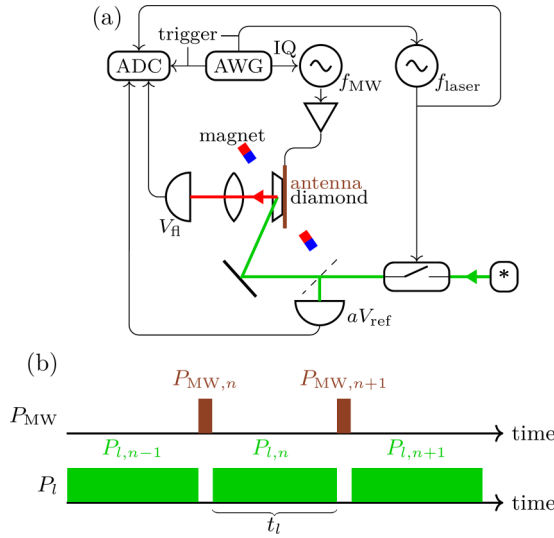 (a)
trigger
IQ
ADC
AWG
f_MW
f_laser
magnet
antenna
diamond
V_fl
*
aV_ref
(b)
P_MW,n
P_MW,n+1
P_MW
time
P_l,n−1
P_l,n
P_l,n+1
P_l
time
t_l